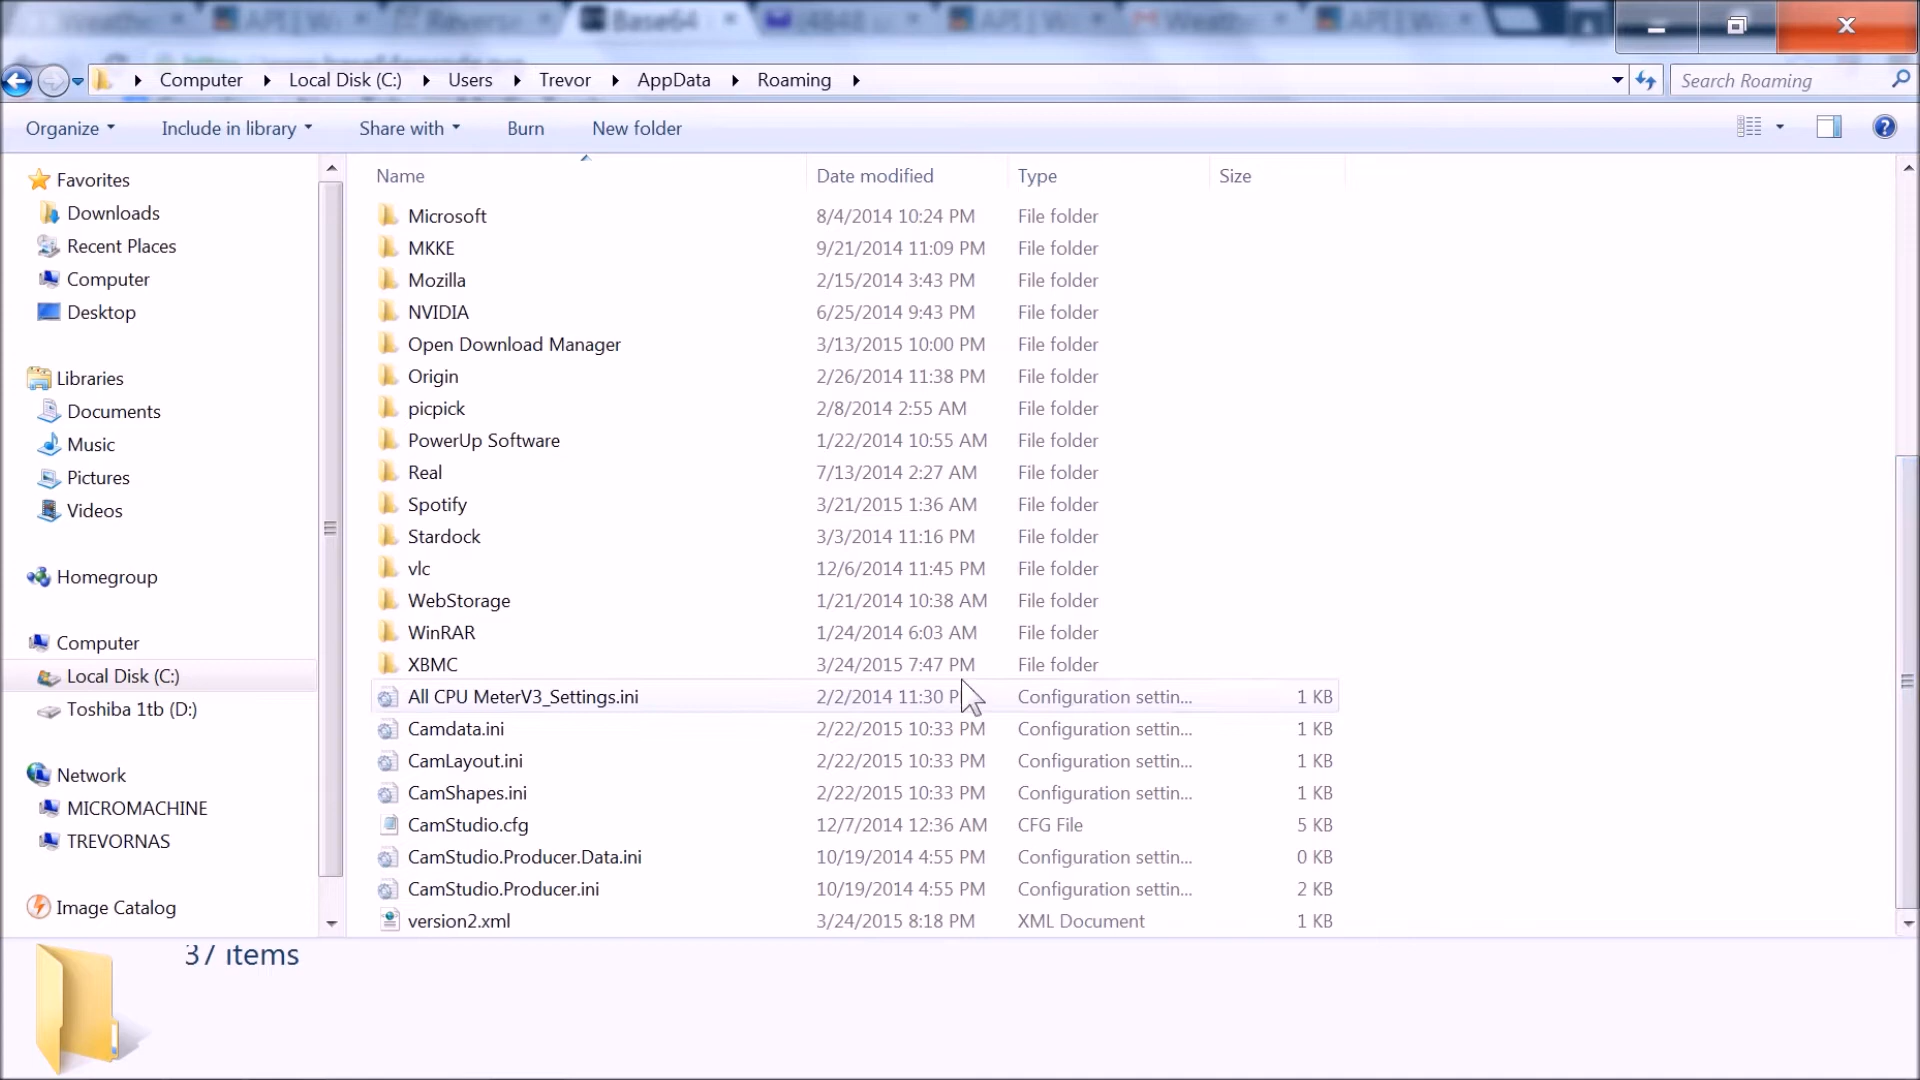 Weather
API | W
Reverse
Base64
(4848
API | W
Weathe
API | W
Computer Local Disk (C:) Users Trevor AppData Roaming
Search Roaming
Organize Include in library Share with Burn New folder
Favorites
Downloads
Recent Places
Computer
Desktop
Libraries
Documents
Music
Pictures
Videos
Homegroup
Computer
Local Disk (C:)
Toshiba 1tb (D:)
Network
MICROMACHINE
TREVORNAS
Image Catalog
Name Date modified Type Size
Microsoft 8/4/2014 10:24 PM File folder
MKKE 9/21/2014 11:09 PM File folder
Mozilla 2/15/2014 3:43 PM File folder
NVIDIA 6/25/2014 9:43 PM File folder
Open Download Manager 3/13/2015 10:00 PM File folder
Origin 2/26/2014 11:38 PM File folder
picpick 2/8/2014 2:55 AM File folder
PowerUp Software 1/22/2014 10:55 AM File folder
Real 7/13/2014 2:27 AM File folder
Spotify 3/21/2015 1:36 AM File folder
Stardock 3/3/2014 11:16 PM File folder
vlc 12/6/2014 11:45 PM File folder
WebStorage 1/21/2014 10:38 AM File folder
WinRAR 1/24/2014 6:03 AM File folder
XBMC 3/24/2015 7:47 PM File folder
All CPU MeterV3_Settings.ini 2/2/2014 11:30 P Configuration settin... 1 KB
Camdata.ini 2/22/2015 10:33 PM Configuration settin... 1 KB
CamLayout.ini 2/22/2015 10:33 PM Configuration settin... 1 KB
CamShapes.ini 2/22/2015 10:33 PM Configuration settin... 1 KB
CamStudio.cfg 12/7/2014 12:36 AM CFG File 5 KB
CamStudio.Producer.Data.ini 10/19/2014 4:55 PM Configuration settin... 0 KB
CamStudio.Producer.ini 10/19/2014 4:55 PM Configuration settin... 2 KB
version2.xml 3/24/2015 8:18 PM XML Document 1 KB
37 items